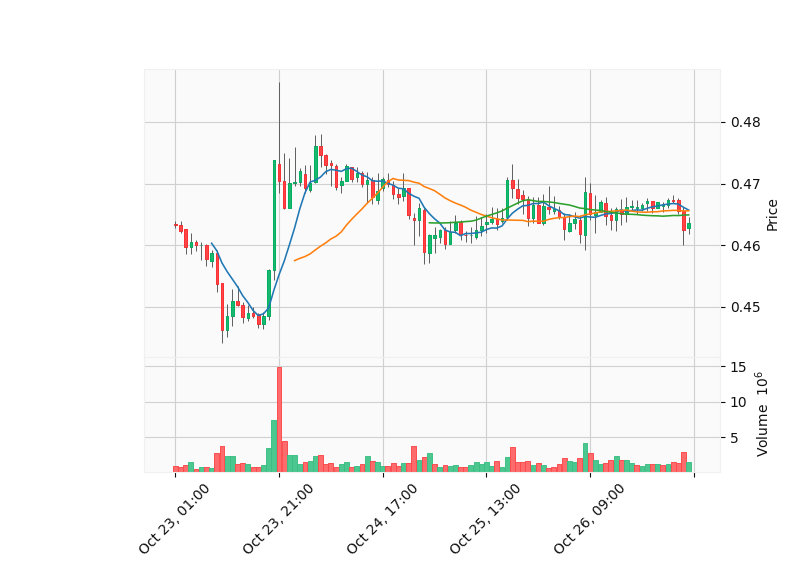 0.48
0.47
0.46
0.45
Price
15
10
5
Volume 10^6
Oct 23, 01:00
Oct 23, 21:00
Oct 24, 17:00
Oct 25, 13:00
Oct 26, 09:00